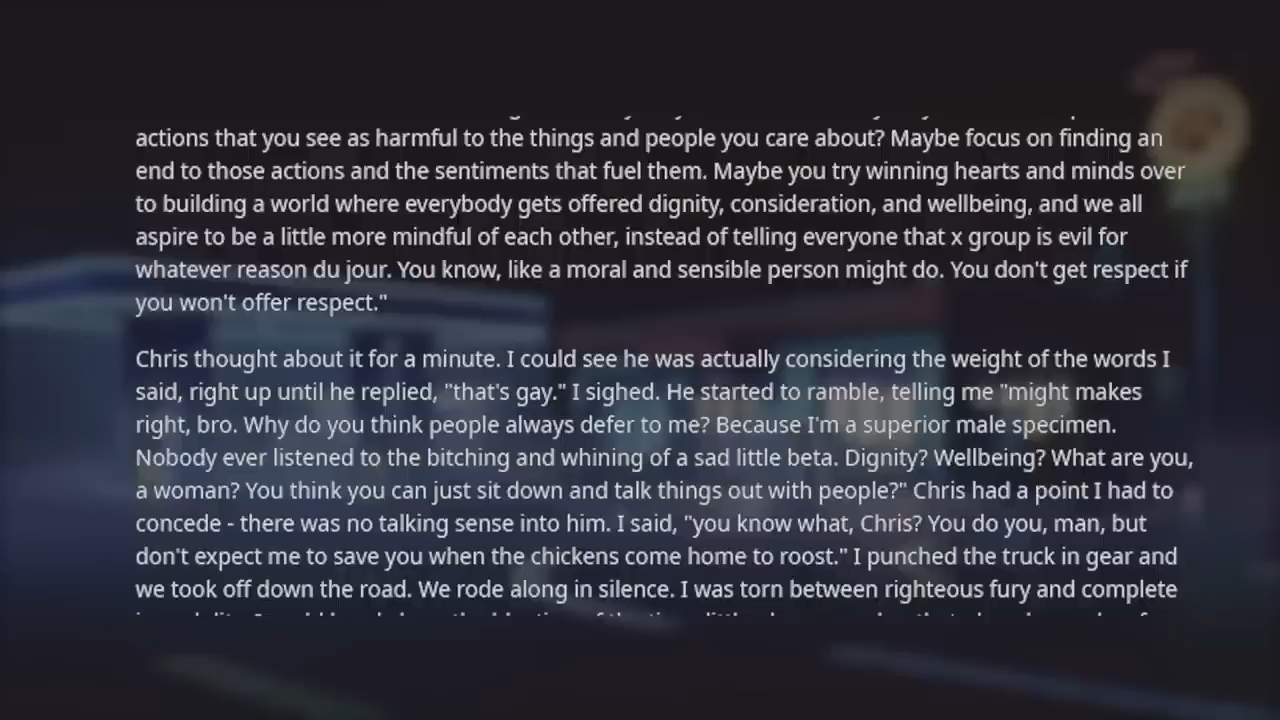 actions that you see as harmful to the things and people you care about? Maybe focus on finding an
end to those actions and the sentiments that fuel them. Maybe you try winning hearts and minds over
to building a world where everybody gets offered dignity, consideration, and wellbeing, and we all
aspire to be a little more mindful of each other, instead of telling everyone that x group is evil for
whatever reason du jour. You know, like a moral and sensible person might do. You don't get respect if
you won't offer respect."
Chris thought about it for a minute. I could see he was actually considering the weight of the words I
said, right up until he replied, "that's gay." I sighed. He started to ramble, telling me "might makes
right, bro. Why do you think people always defer to me? Because I'm a superior male specimen.
Nobody ever listened to the bitching and whining of a sad little beta. Dignity? Wellbeing? What are you,
a woman? You think you can just sit down and talk things out with people?" Chris had a point I had to
concede - there was no talking sense into him. I said, "you know what, Chris? You do you, man, but
don't expect me to save you when the chickens come home to roost." I punched the truck in gear and
we took off down the road. We rode along in silence. I was torn between righteous fury and complete